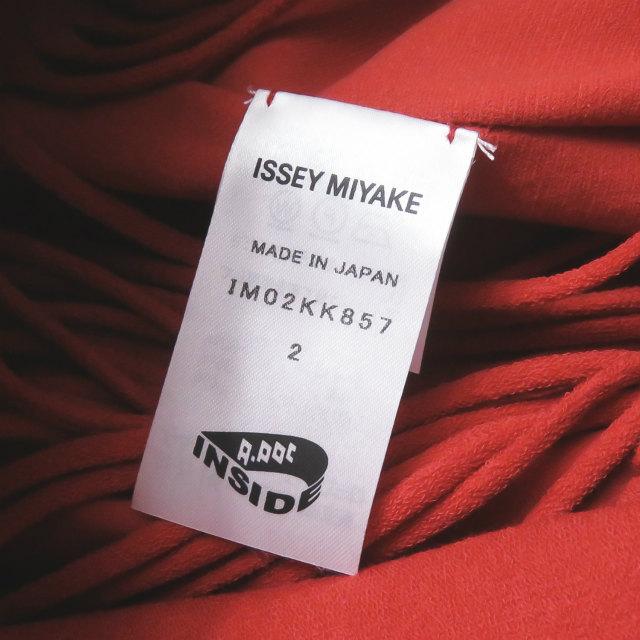 ISSEY MIYAKE
MADE IN JAPAN
IM02KK857
2
A.POC
INSIDE